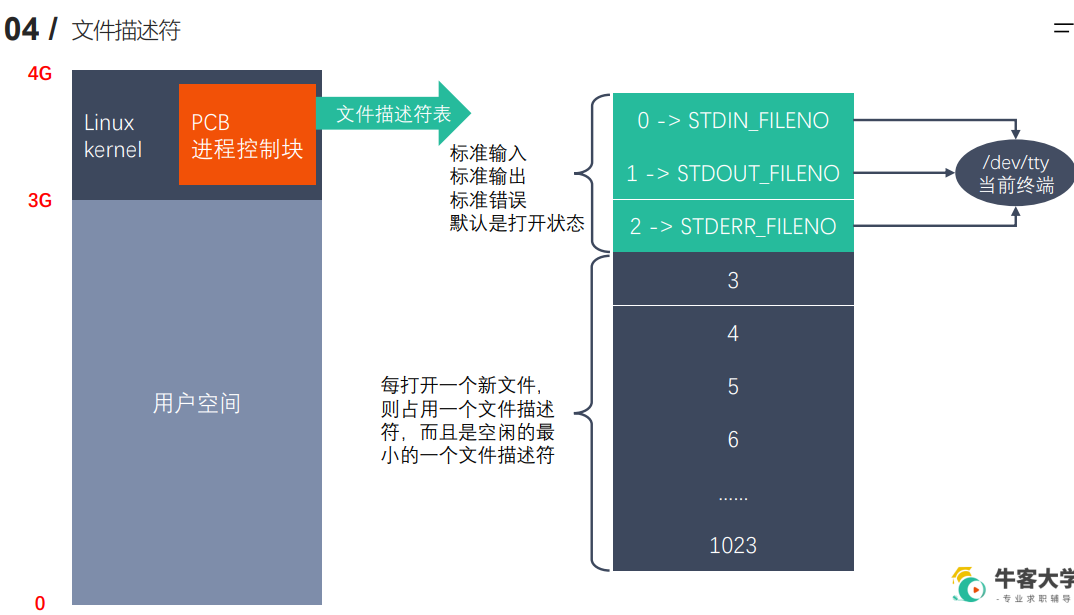 04 / 文件描述符
4G
Linux
kernel
PCB
进程控制块
文件描述符表
3G
用户空间
0
标准输入
标准输出
标准错误
默认是打开状态
每打开一个新文件，
则占用一个文件描述
符，而且是空闲的最
小的一个文件描述符
0 -> STDIN_FILENO
1 -> STDOUT_FILENO
2 -> STDERR_FILENO
3
4
5
6
……
1023
/dev/tty
当前终端
牛客大学
- 专业求职辅导